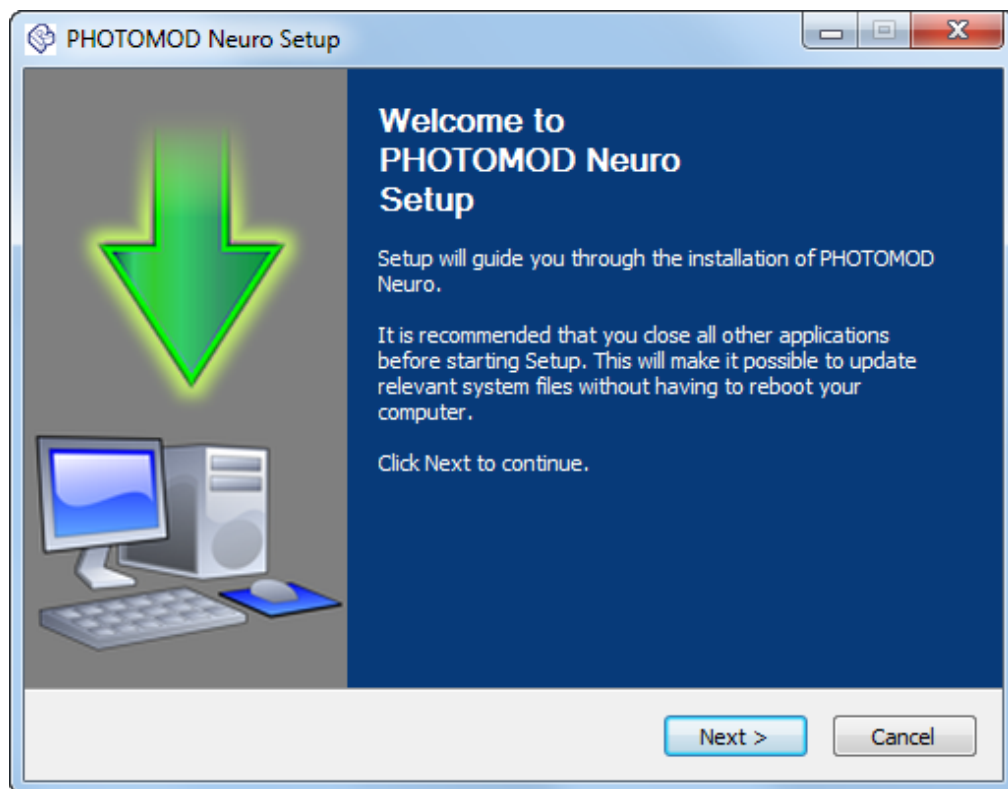 PHOTOMOD Neuro Setup
Welcome to
PHOTOMOD Neuro
Setup
Setup will guide you through the installation of PHOTOMOD
Neuro.
It is recommended that you close all other applications
before starting Setup. This will make it possible to update
relevant system files without having to reboot your
computer.
Click Next to continue.
Next >
Cancel